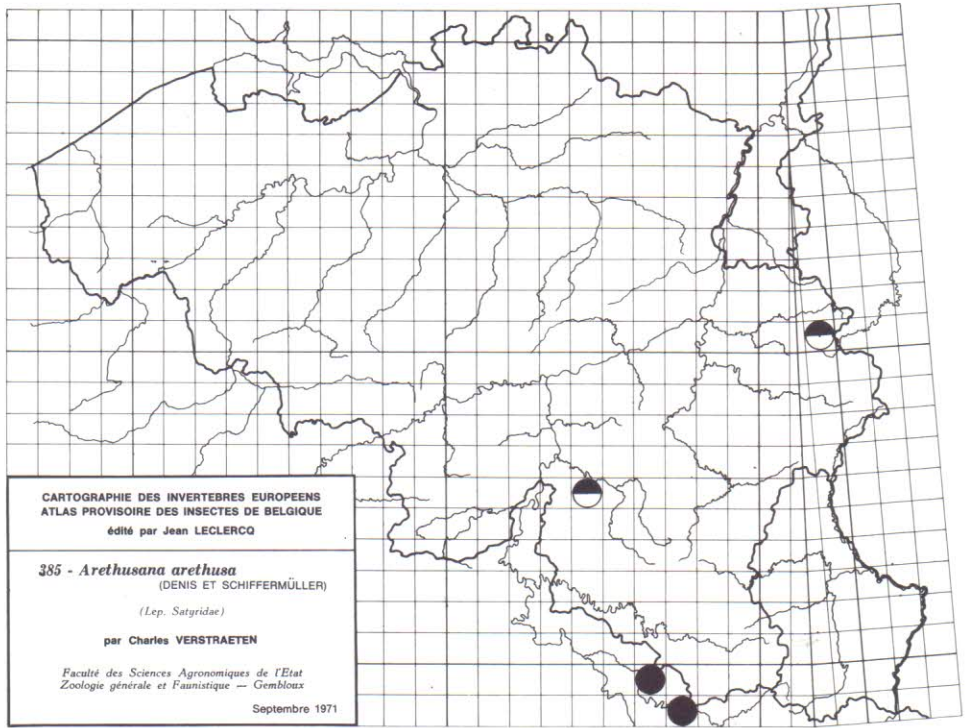 CARTOGRAPHIE DES INVERTEBRES EUROPEENS
ATLAS PROVISOIRE DES INSECTES DE BELGIQUE
édité par Jean LECLERCQ
385 - Arethusana arethusa
(DENIS ET SCHIFFERMÜLLER)
(Lep. Satyridae)
par Charles VERSTRAETEN
Faculté des Sciences Agronomiques de l'Etat
Zoologie générale et Faunistique — Gembloux
Septembre 1971